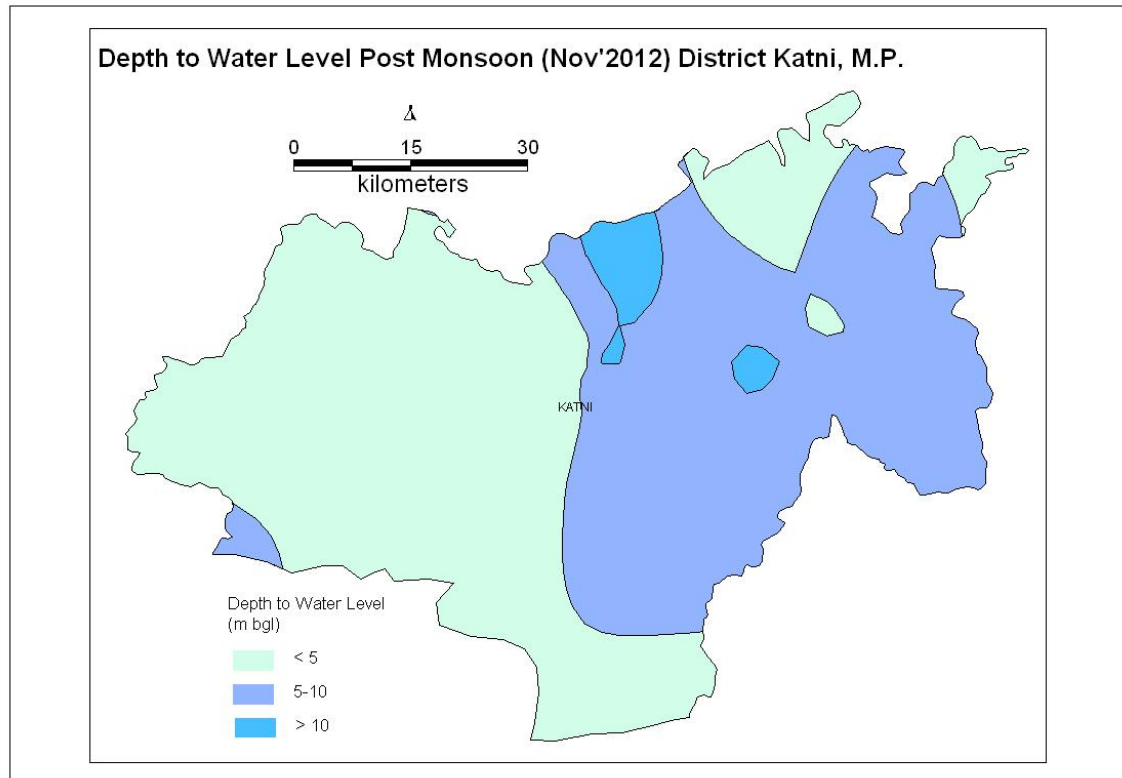 Depth to Water Level Post Monsoon (Nov'2012) District Katni, M.P.
0 15 30
kilometers
KATNI
Depth to Water Level
(m bgl)
< 5
5-10
> 10